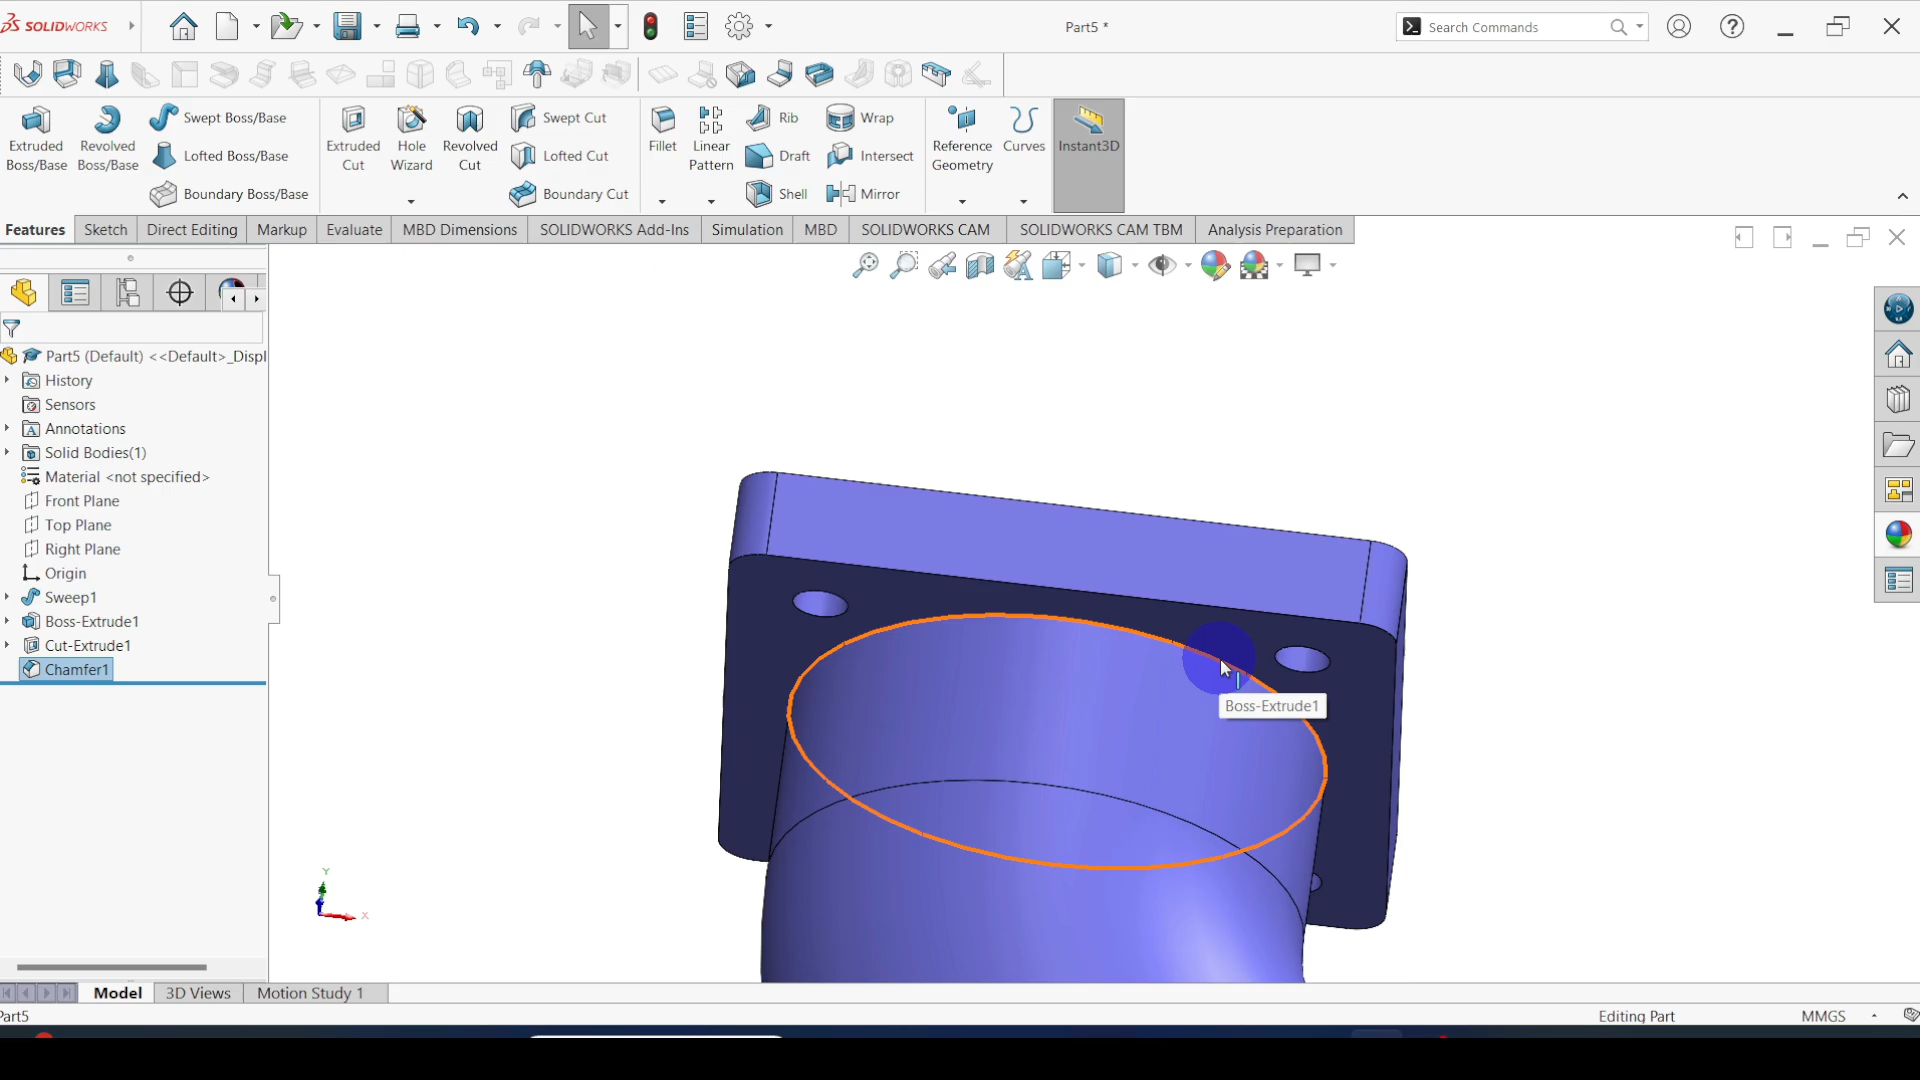 SOLIDWORKS
Part5 *
Search Commands
Extruded Boss/Base
Revolved Boss/Base
Swept Boss/Base
Lofted Boss/Base
Boundary Boss/Base
Extruded Cut
Hole Wizard
Revolved Cut
Swept Cut
Lofted Cut
Boundary Cut
Fillet
Linear Pattern
Rib
Draft
Shell
Wrap
Intersect
Mirror
Reference Geometry
Curves
Instant3D
Features
Sketch
Direct Editing
Markup
Evaluate
MBD Dimensions
SOLIDWORKS Add-Ins
Simulation
MBD
SOLIDWORKS CAM
SOLIDWORKS CAM TBM
Analysis Preparation
Part5 (Default) <<Default>_Displ
History
Sensors
Annotations
Solid Bodies(1)
Material <not specified>
Front Plane
Top Plane
Right Plane
Origin
Sweep1
Boss-Extrude1
Cut-Extrude1
Chamfer1
Boss-Extrude1
Y
X
Model
3D Views
Motion Study 1
Part5
Editing Part
MMGS